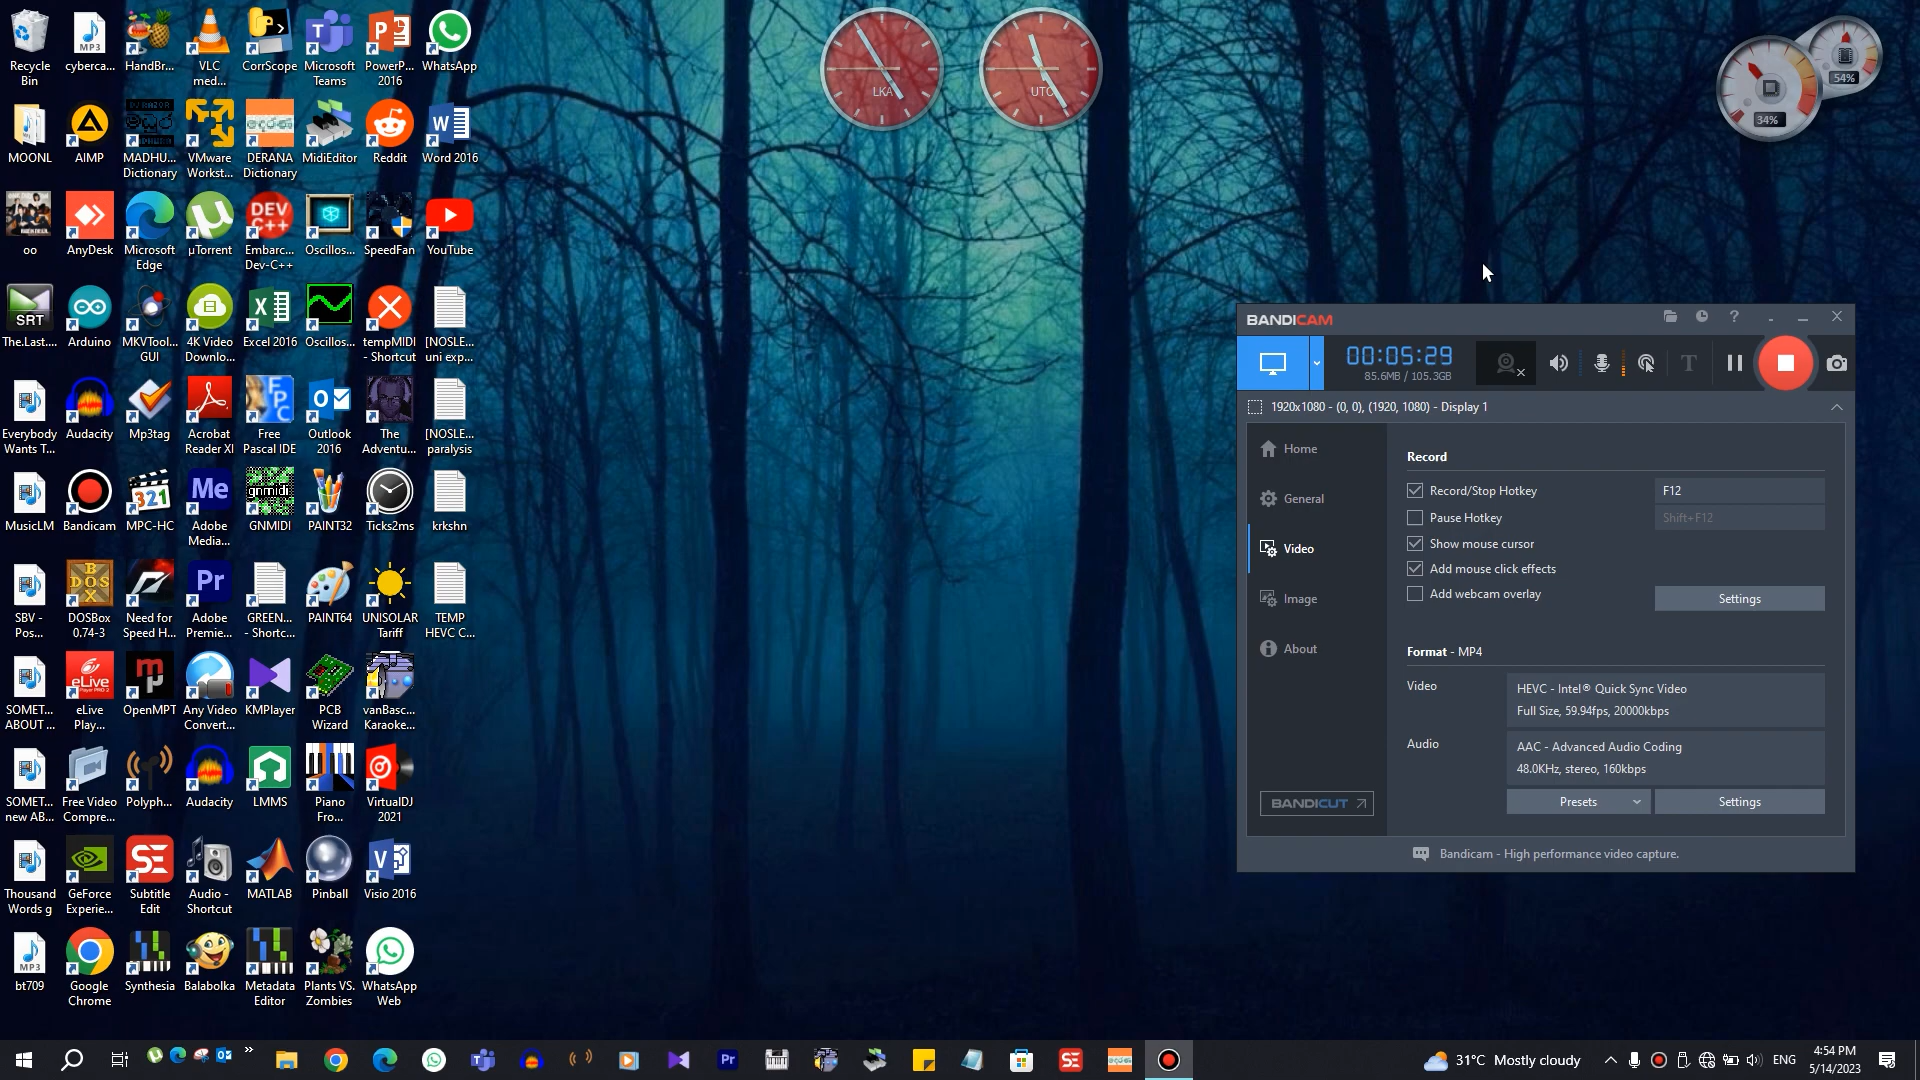 Recycle
Bin
cyberca...
HandBr...
VLC
med...
CorrScope
Microsoft
Teams
PowerP...
2016
WhatsApp
MOONL
AIMP
MADHU...
Dictionary
VMware
Workst...
DERANA
Dictionary
MidiEditor
Reddit
Word 2016
oo
AnyDesk
Microsoft
Edge
µTorrent
Embarc...
Dev-C++
Oscillos...
SpeedFan
YouTube
The.Last....
Arduino
MKVTool...
GUI
4K Video
Downlo...
Excel 2016
Oscillos...
tempMIDI
- Shortcut
[NOSLE...
uni exp...
Everybody
Wants T...
Audacity
Mp3tag
Acrobat
Reader XI
Free
Pascal IDE
Outlook
2016
The
Adventu...
[NOSLE...
paralysis
MusicLM
Bandicam
MPC-HC
Adobe
Media...
GNMIDI
PAINT32
Ticks2ms
krkshn
SBV -
Pos...
DOSBox
0.74-3
Need for
Speed H...
Adobe
Premie...
GREEN...
- Shortc...
PAINT64
UNISOLAR
Tariff
TEMP
HEVC C...
SOMET...
ABOUT ...
eLive
Play...
OpenMPT
Any Video
Convert...
KMPlayer
PCB
Wizard
vanBasc...
Karaoke...
SOMET...
new AB...
Free Video
Compre...
Polyph...
Audacity
LMMS
Piano
Fro...
VirtualDJ
2021
Thousand
Words g
GeForce
Experie...
Subtitle
Edit
Audio -
Shortcut
MATLAB
Pinball
Visio 2016
bt709
Google
Chrome
Synthesia
Balabolka
Metadata
Editor
Plants VS.
Zombies
WhatsApp
Web
LKA
UTC
34%
54%
BANDICAM
00:05:29
85.6MB / 105.3GB
1920x1080 - (0, 0), (1920, 1080) - Display 1
Home
General
Video
Image
About
BANDICUT
Record
Record/Stop Hotkey
F12
Pause Hotkey
Shift+F12
Show mouse cursor
Add mouse click effects
Add webcam overlay
Settings
Format - MP4
Video
HEVC - Intel® Quick Sync Video
Full Size, 59.94fps, 20000kbps
Audio
AAC - Advanced Audio Coding
48.0KHz, stereo, 160kbps
Presets
Settings
Bandicam - High performance video capture.
31°C Mostly cloudy
ENG
4:54 PM
5/14/2023